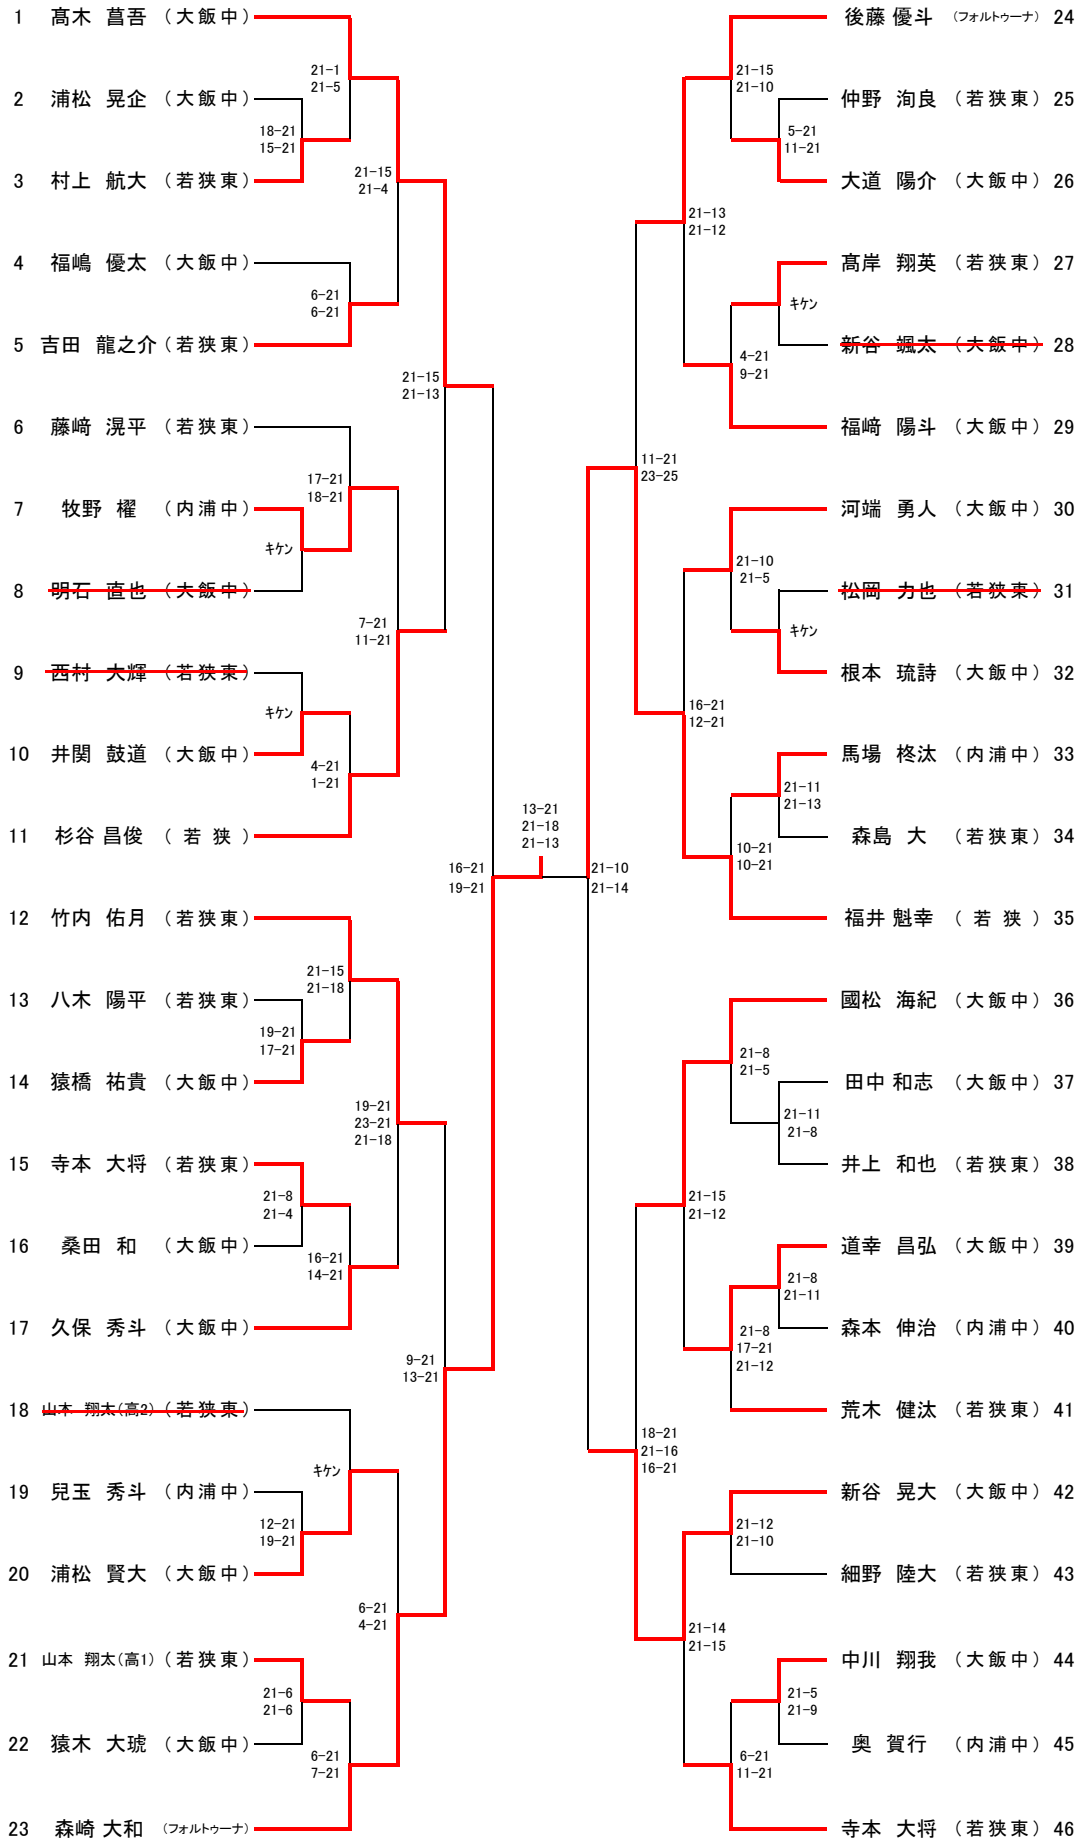 1 髙木 菖吾 (大飯中)
21-1
21-5
2 浦松 晃企 (大飯中)
18-21
15-21
3 村上 航大 (若狭東)
21-15
21-4
4 福嶋 優太 (大飯中)
6-21
6-21
5 吉田 龍之介 (若狭東)
21-15
21-13
6 藤﨑 滉平 (若狭東)
17-21
18-21
7 牧野 櫂 (内浦中)
キケン
8 明石 直也 (大飯中)
7-21
11-21
9 西村 大輝 (若狭東)
キケン
10 井関 鼓道 (大飯中)
4-21
1-21
11 杉谷 昌俊 (若狭)
16-21
19-21
12 竹内 佑月 (若狭東)
21-15
21-18
13 八木 陽平 (若狭東)
19-21
17-21
14 猿橋 祐貴 (大飯中)
19-21
23-21
21-18
15 寺本 大将 (若狭東)
21-8
21-4
16 桑田 和 (大飯中)
16-21
14-21
17 久保 秀斗 (大飯中)
9-21
13-21
18 山本 翔太(高2) (若狭東)
キケン
19 兒玉 秀斗 (内浦中)
12-21
19-21
20 浦松 賢大 (大飯中)
6-21
4-21
21 山本 翔太(高1) (若狭東)
21-6
21-6
22 猿木 大琥 (大飯中)
6-21
7-21
23 森崎 大和 (フォルトゥーナ)
13-21
21-18
21-13
後藤 優斗 (フォルトゥーナ) 24
21-15
21-10
仲野 洵良 (若狭東) 25
5-21
11-21
大道 陽介 (大飯中) 26
21-13
21-12
髙岸 翔英 (若狭東) 27
キケン
新谷 颯太 (大飯中) 28
4-21
9-21
福﨑 陽斗 (大飯中) 29
11-21
23-25
河端 勇人 (大飯中) 30
21-10
21-5
松岡 力也 (若狭東) 31
キケン
根本 琉詩 (大飯中) 32
16-21
12-21
馬場 柊汰 (内浦中) 33
21-11
21-13
森島 大 (若狭東) 34
10-21
10-21
福井 魁幸 (若狭) 35
21-10
21-14
國松 海紀 (大飯中) 36
21-8
21-5
田中 和志 (大飯中) 37
21-11
21-8
井上 和也 (若狭東) 38
21-15
21-12
道幸 昌弘 (大飯中) 39
21-8
21-11
森本 伸治 (内浦中) 40
21-8
17-21
21-12
荒木 健汰 (若狭東) 41
18-21
21-16
16-21
新谷 晃大 (大飯中) 42
21-12
21-10
細野 陸大 (若狭東) 43
21-14
21-15
中川 翔我 (大飯中) 44
21-5
21-9
奥 賀行 (内浦中) 45
6-21
11-21
寺本 大将 (若狭東) 46